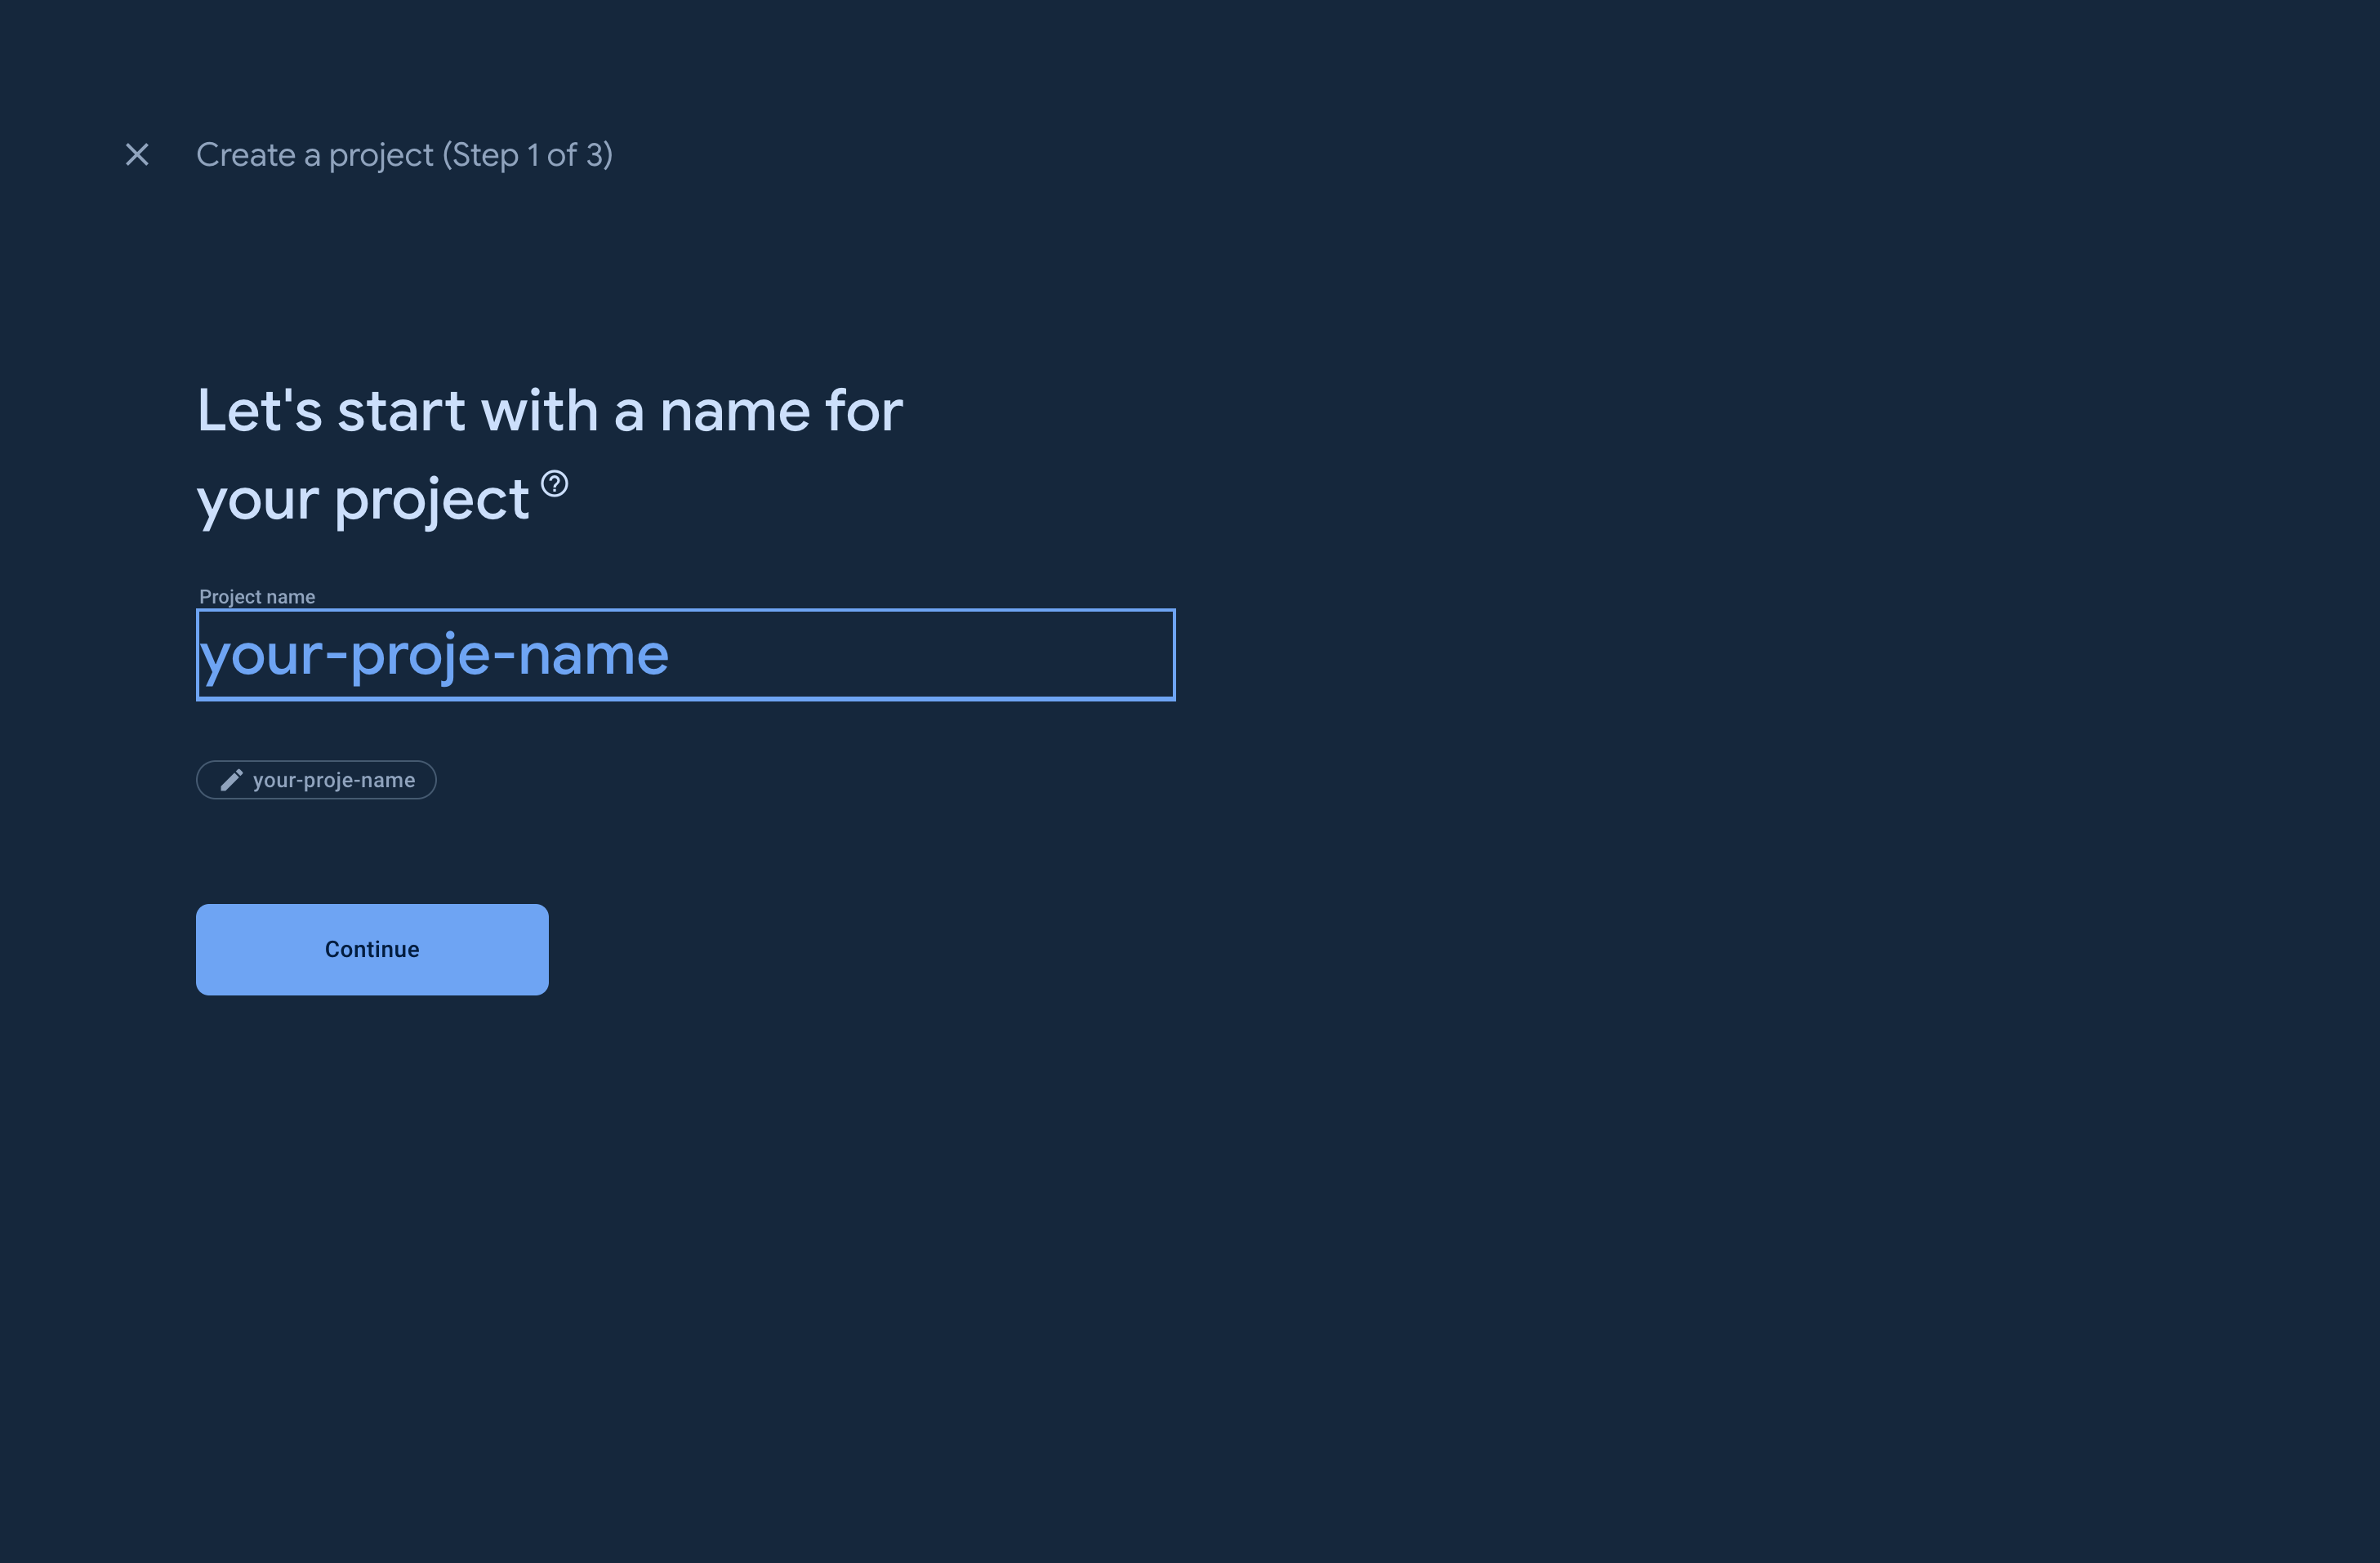 Create a project (Step 1 of 3)
Let's start with a name for
your project
Project name
your-proje-name
your-proje-name
Continue